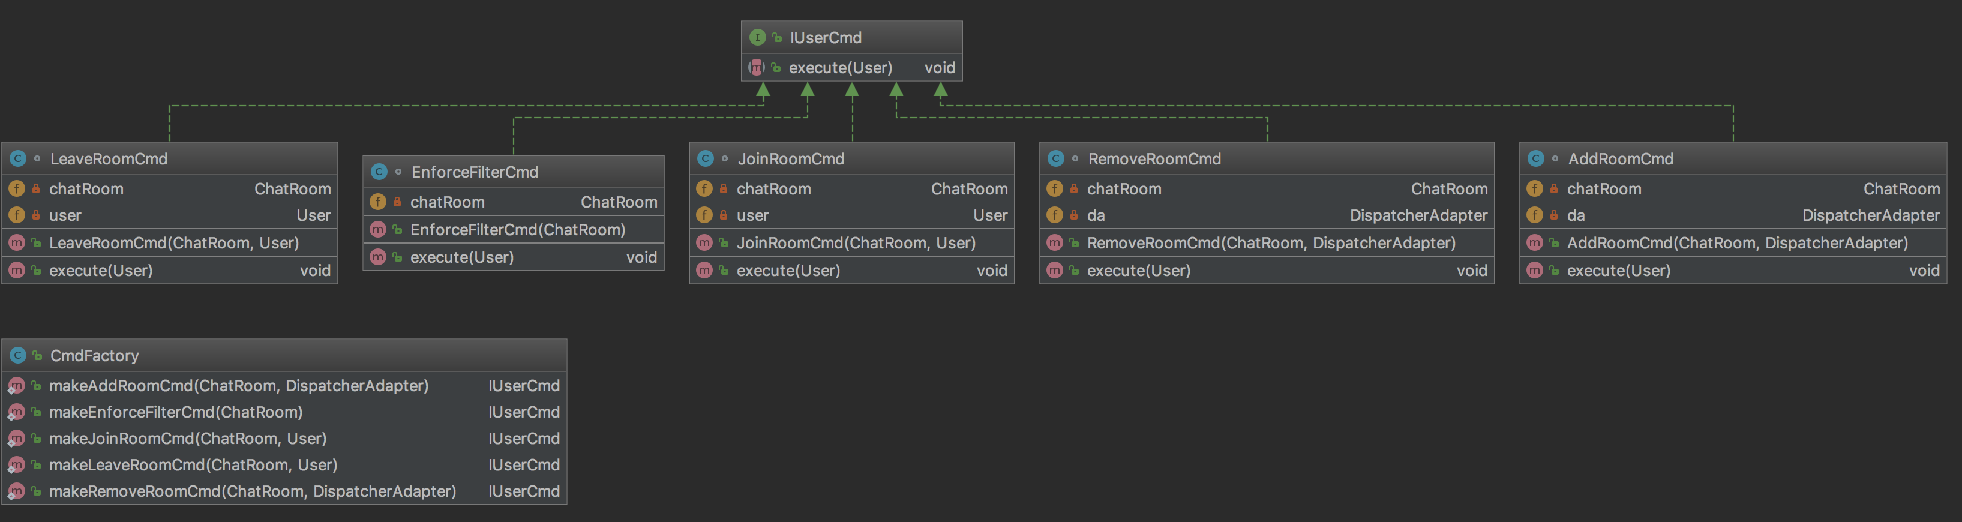 IUserCmd
execute(User) void
LeaveRoomCmd
chatRoom ChatRoom
user User
LeaveRoomCmd(ChatRoom, User)
execute(User) void
EnforceFilterCmd
chatRoom ChatRoom
EnforceFilterCmd(ChatRoom)
execute(User) void
JoinRoomCmd
chatRoom ChatRoom
user User
JoinRoomCmd(ChatRoom, User)
execute(User) void
RemoveRoomCmd
chatRoom ChatRoom
da DispatcherAdapter
RemoveRoomCmd(ChatRoom, DispatcherAdapter)
execute(User) void
AddRoomCmd
chatRoom ChatRoom
da DispatcherAdapter
AddRoomCmd(ChatRoom, DispatcherAdapter)
execute(User) void
CmdFactory
makeAddRoomCmd(ChatRoom, DispatcherAdapter) IUserCmd
makeEnforceFilterCmd(ChatRoom) IUserCmd
makeJoinRoomCmd(ChatRoom, User) IUserCmd
makeLeaveRoomCmd(ChatRoom, User) IUserCmd
makeRemoveRoomCmd(ChatRoom, DispatcherAdapter) IUserCmd